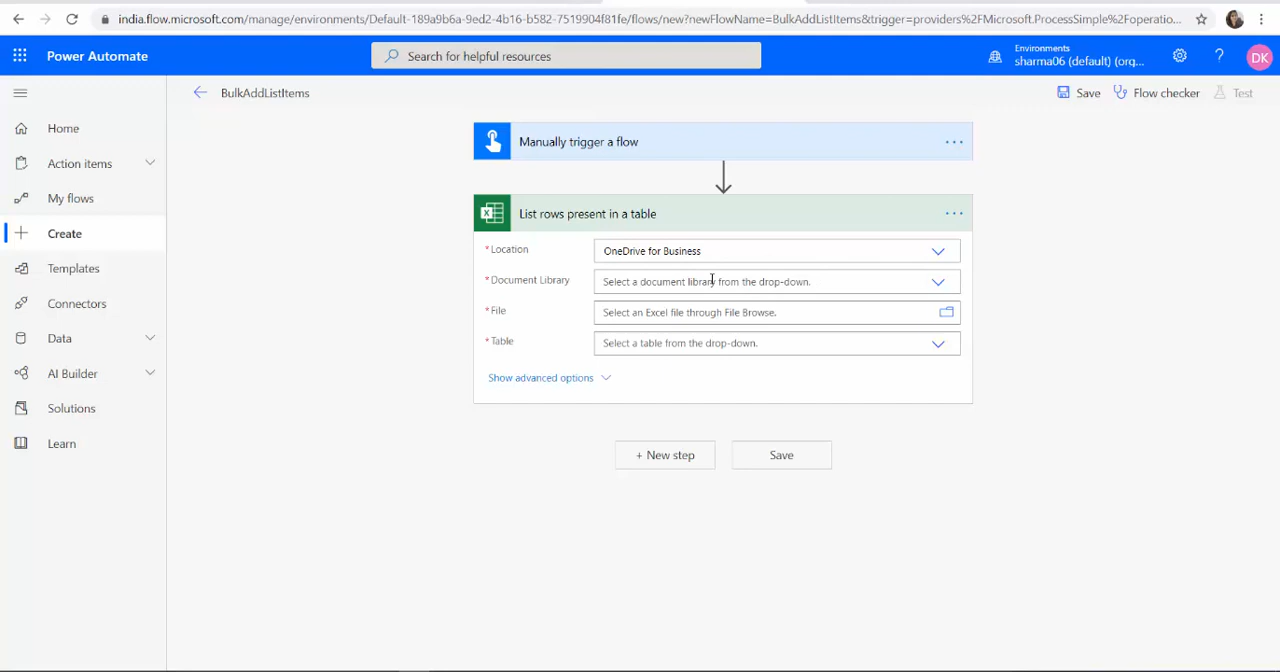 india.flow.microsoft.com/manage/environments/Default-189a9b6a-9ed2-4b16-b582-7519904f81fe/flows/new?newFlowName=BulkAddListItems&trigger=providers%2FMicrosoft.ProcessSimple%2Foperatio...
Power Automate
Search for helpful resources
Environments
sharma06 (default) (org...
?
DK
BulkAddListItems
Save
Flow checker
Test
Home
Action items
My flows
Create
Templates
Connectors
Data
AI Builder
Solutions
Learn
Manually trigger a flow
...
List rows present in a table
...
* Location
OneDrive for Business
* Document Library
Select a document library from the drop-down.
* File
Select an Excel file through File Browse.
* Table
Select a table from the drop-down.
Show advanced options
+ New step
Save